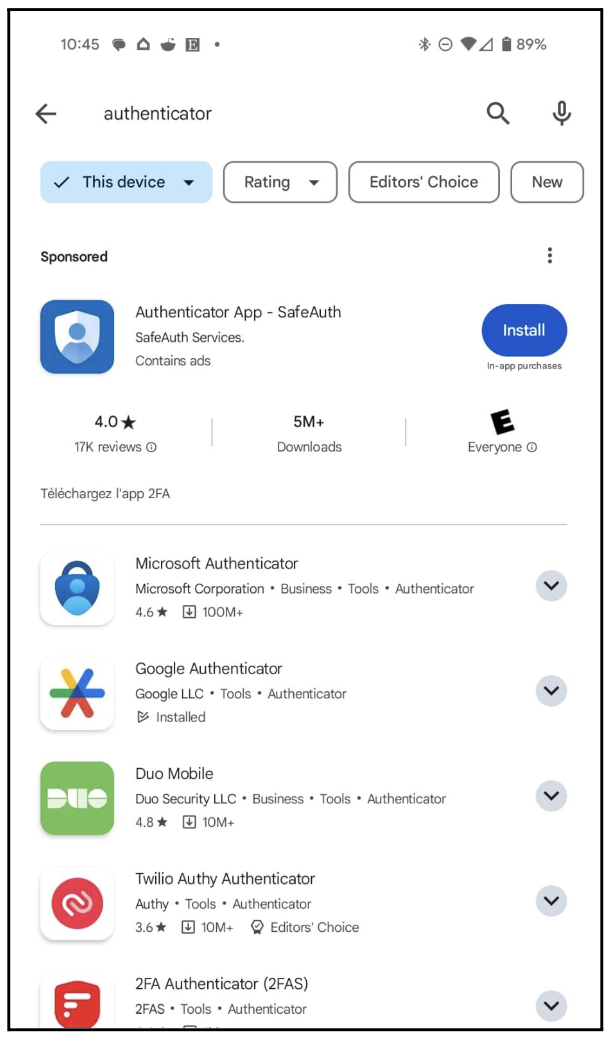 10:45 89%
authenticator
This device Rating Editors' Choice New
Sponsored
Authenticator App - SafeAuth
SafeAuth Services.
Contains ads
Install
In-app purchases
4.0★ 5M+ E
17K reviews Downloads Everyone
Téléchargez l'app 2FA
Microsoft Authenticator
Microsoft Corporation • Business • Tools • Authenticator
4.6★ 100M+
Google Authenticator
Google LLC • Tools • Authenticator
Installed
DUO
Duo Mobile
Duo Security LLC • Business • Tools • Authenticator
4.8★ 10M+
Twilio Authy Authenticator
Authy • Tools • Authenticator
3.6★ 10M+ Editors' Choice
2FA Authenticator (2FAS)
2FAS • Tools • Authenticator